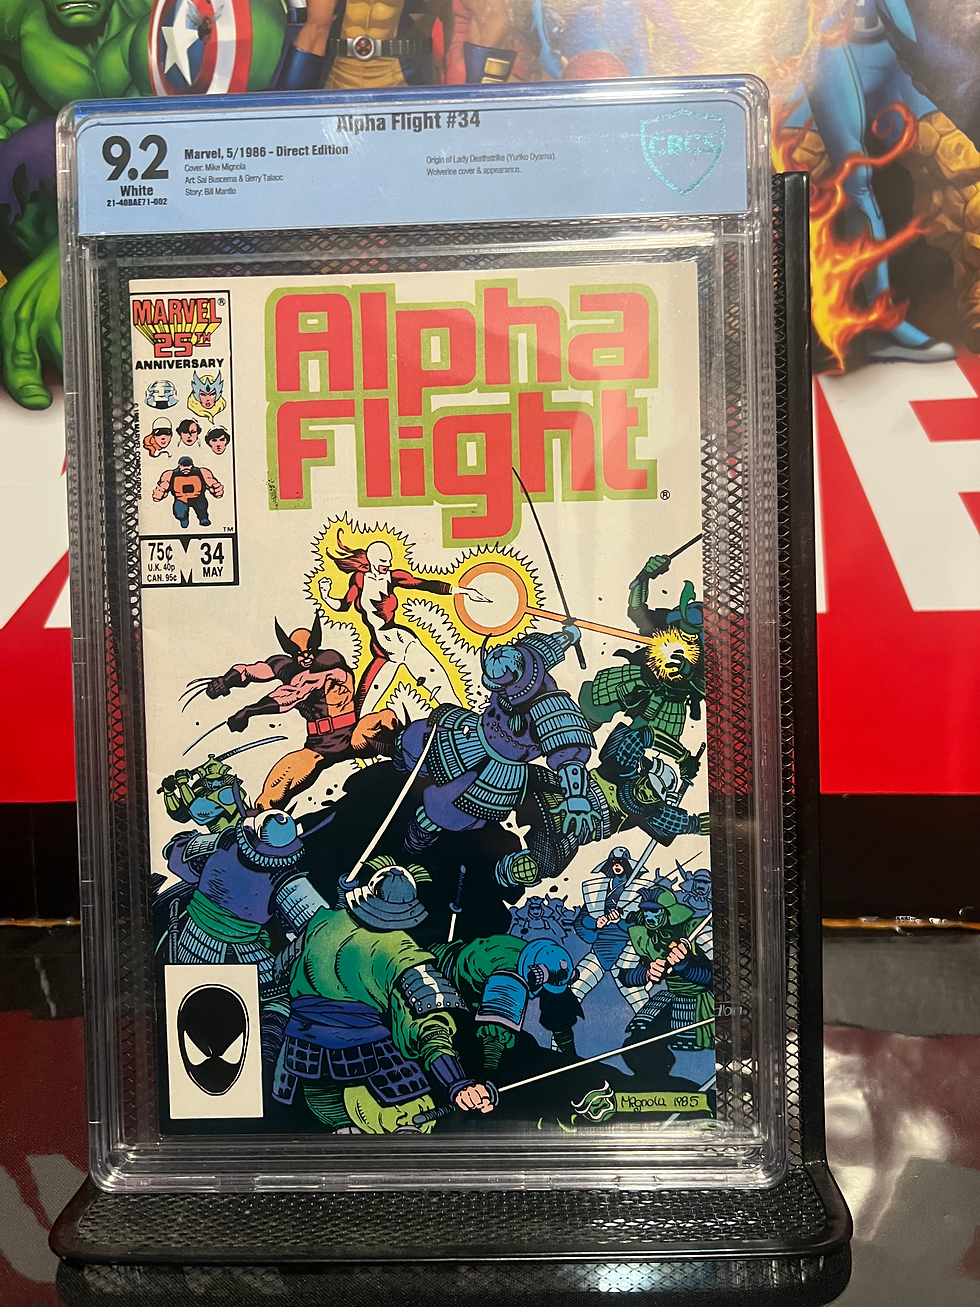 Alpha Flight #34
9.2
White
21-40BAE71-002
Marvel, 5/1986 - Direct Edition
Cover: Mike Mignola
Art: Sal Buscema & Gerry Talaoc
Story: Bill Mantlo
Origin of Lady Deathstrike (Yuriko Oyama).
Wolverine cover & appearance.
CBCS
MARVEL®
25TH
ANNIVERSARY
TM
75¢
U.K. 40p
CAN. 95¢
34
MAY
Alpha
Flight
®
Mignola 1985